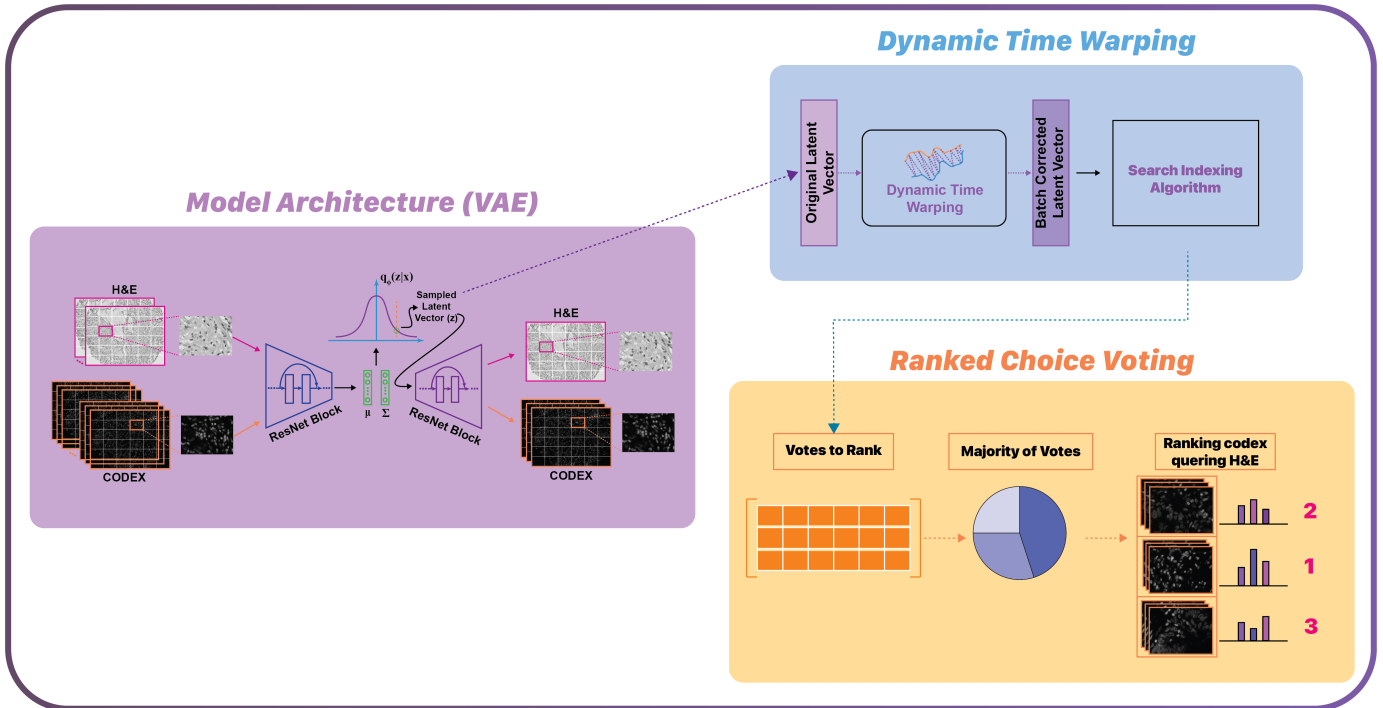 Dynamic Time Warping
Original Latent
Vector
Dynamic Time
Warping
Batch Corrected
Latent Vector
Search Indexing
Algorithm
Model Architecture (VAE)
H&E
CODEX
ResNet Block
qϕ(z|x)
Sampled
Latent
Vector (z)
μ
Σ
ResNet Block
H&E
CODEX
Ranked Choice Voting
Votes to Rank
Majority of Votes
Ranking codex
quering H&E
2
1
3